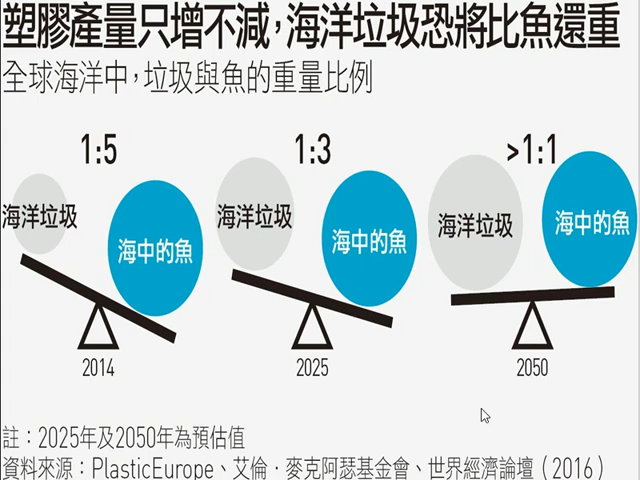 塑膠產量只增不減,海洋垃圾恐將比魚還重
全球海洋中,垃圾與魚的重量比例
1:5
1:3
>1:1
海洋垃圾
海中的魚
海洋垃圾
海中的魚
海洋垃圾
海中的魚
2014
2025
2050
註：2025年及2050年為預估值
資料來源：PlasticEurope、艾倫．麥克阿瑟基金會、世界經濟論壇（2016）